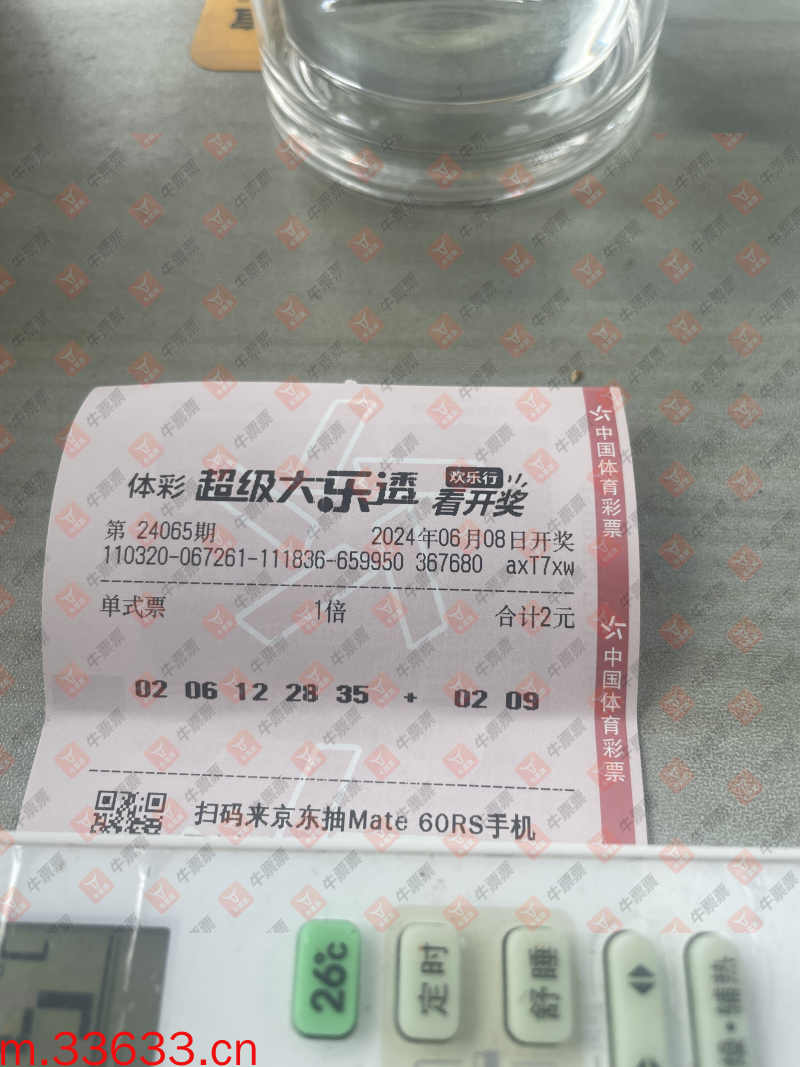 体彩 超级大乐透 欢乐行 看开奖
第 24065期 2024年06月08日开奖
110320-067261-111836-659950 367680 axT7xw
单式票 1倍 合计2元
02 06 12 28 35 + 02 09
扫码来京东抽Mate 60RS手机
中国体育彩票
中国体育彩票
26℃
定时
舒睡
辅热
牛票票
m.33633.cn